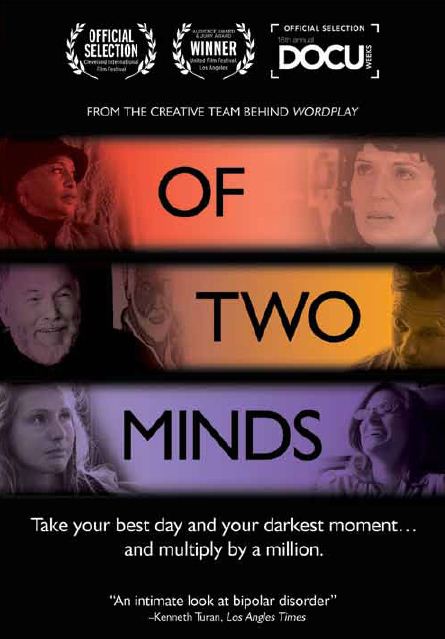 OFFICIAL
SELECTION
Cleveland International
Film Festival
AUDIENCE AWARD
& JURY AWARD
WINNER
United Film Festival
Los Angeles
OFFICIAL SELECTION
16th annual
DOCU
WEEKS
FROM THE CREATIVE TEAM BEHIND WORDPLAY
OF
TWO
MINDS
Take your best day and your darkest moment...
and multiply by a million.
"An intimate look at bipolar disorder"
–Kenneth Turan, Los Angles Times